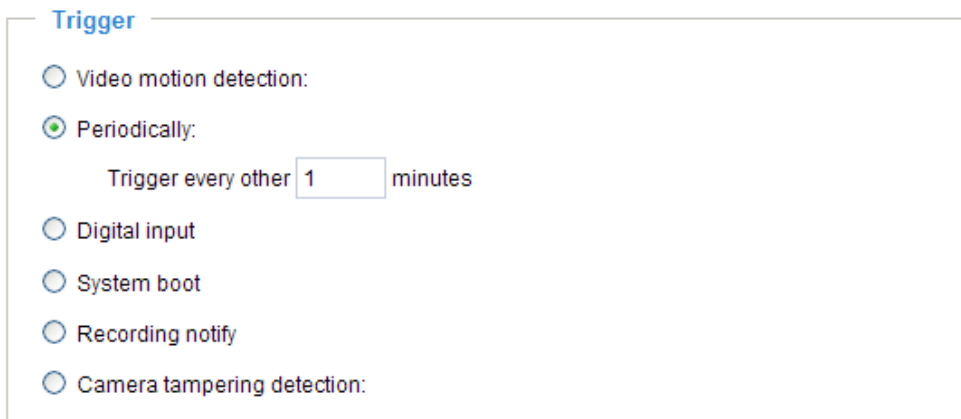 Trigger
Video motion detection:
Periodically:
Trigger every other 1 minutes
Digital input
System boot
Recording notify
Camera tampering detection: